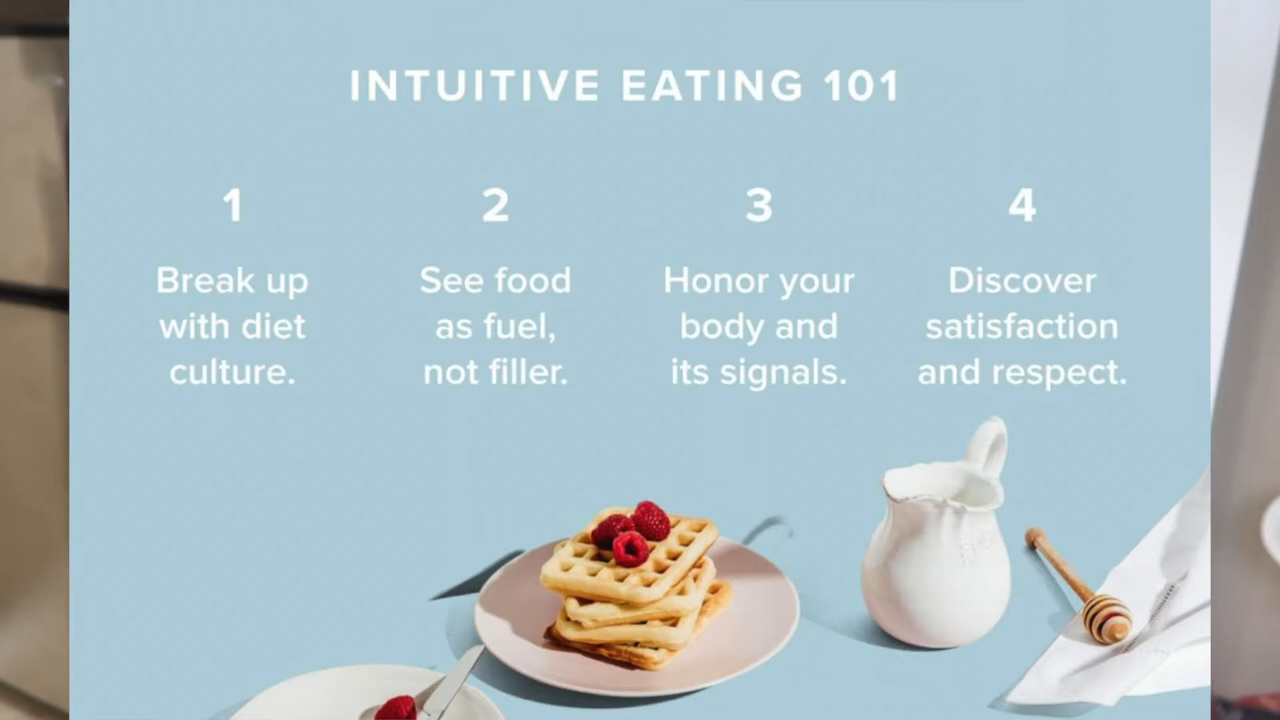 INTUITIVE EATING 101
1
Break up
with diet
culture.
2
See food
as fuel,
not filler.
3
Honor your
body and
its signals.
4
Discover
satisfaction
and respect.